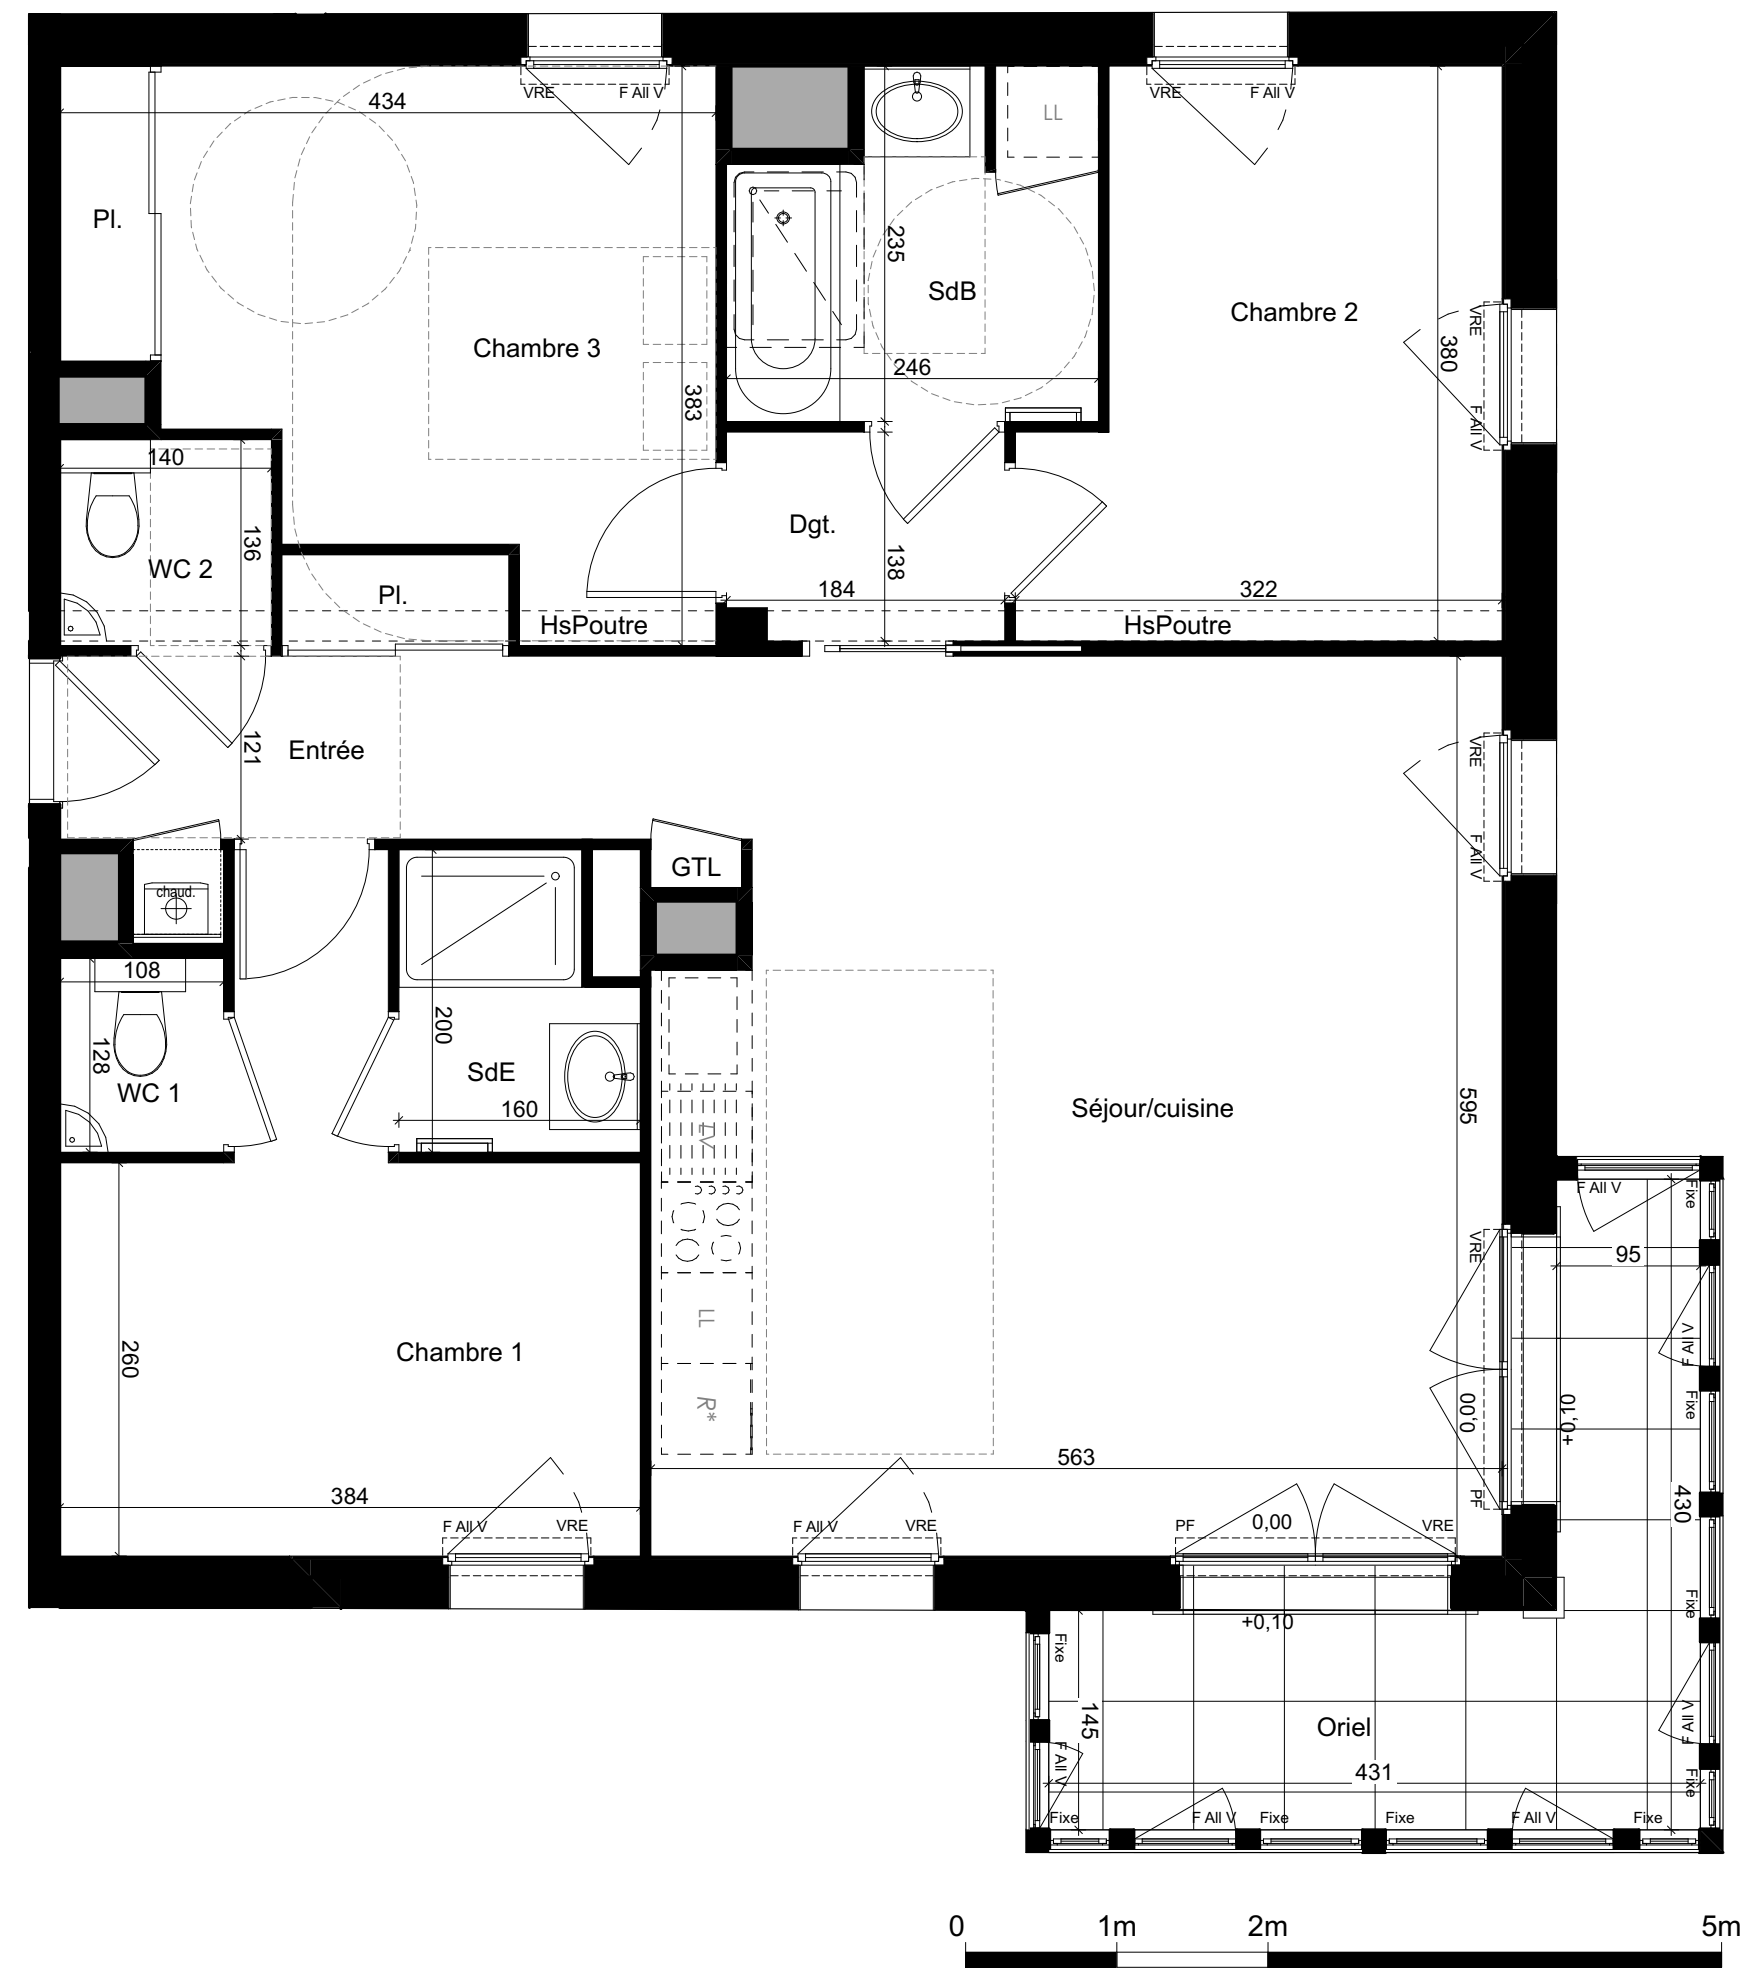 VRE
F All V
VRE
F All V
434
LL
Pl.
235
SdB
Chambre 2
VRE
Chambre 3
380
246
383
F All V
140
Dgt.
136
138
WC 2
184
322
Pl.
HsPoutre
HsPoutre
121
Entrée
VRE
F All V
GTL
chaud.
108
200
128
SdE
WC 1
160
LV
Séjour/cuisine
595
F All V
Fixe
VRE
95
LL
F All V
260
Chambre 1
R*
0,00
+0,10
Fixe
563
384
PF
430
F All V
VRE
F All V
VRE
PF
0,00
VRE
+0,10
Fixe
Fixe
145
Oriel
F All V
F All V
431
Fixe
Fixe
F All V
Fixe
Fixe
F All V
Fixe
0
1m
2m
5m